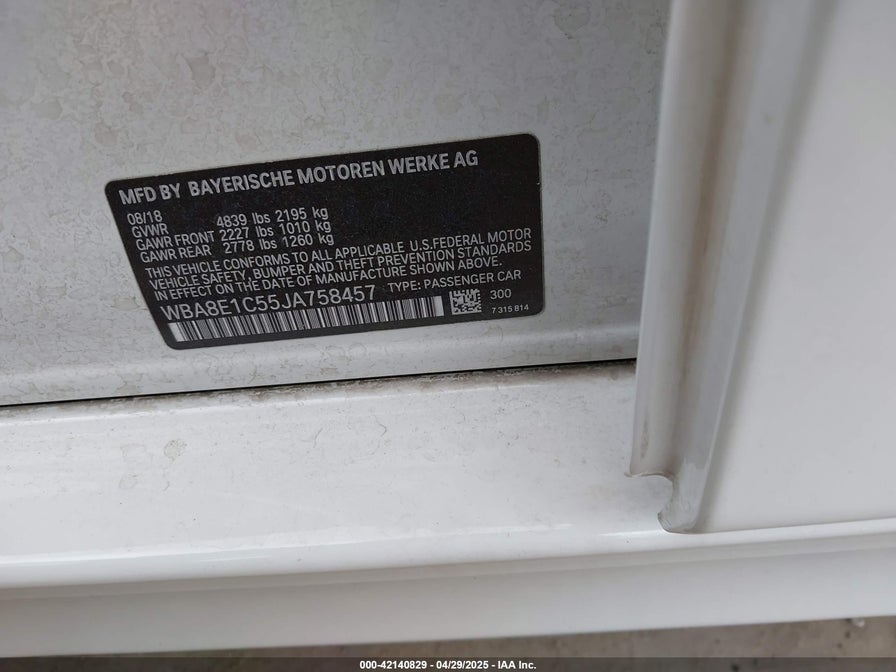 MFD BY BAYERISCHE MOTOREN WERKE AG
08/18
GVWR 4839 lbs 2195 kg
GAWR FRONT 2227 lbs 1010 kg
GAWR REAR 2778 lbs 1260 kg
THIS VEHICLE CONFORMS TO ALL APPLICABLE U.S.FEDERAL MOTOR
VEHICLE SAFETY, BUMPER AND THEFT PREVENTION STANDARDS
IN EFFECT ON THE DATE OF MANUFACTURE SHOWN ABOVE.
WBA8E1C55JA758457 TYPE: PASSENGER CAR
300
7 315 814
000-42140829 - 04/29/2025 - IAA Inc.